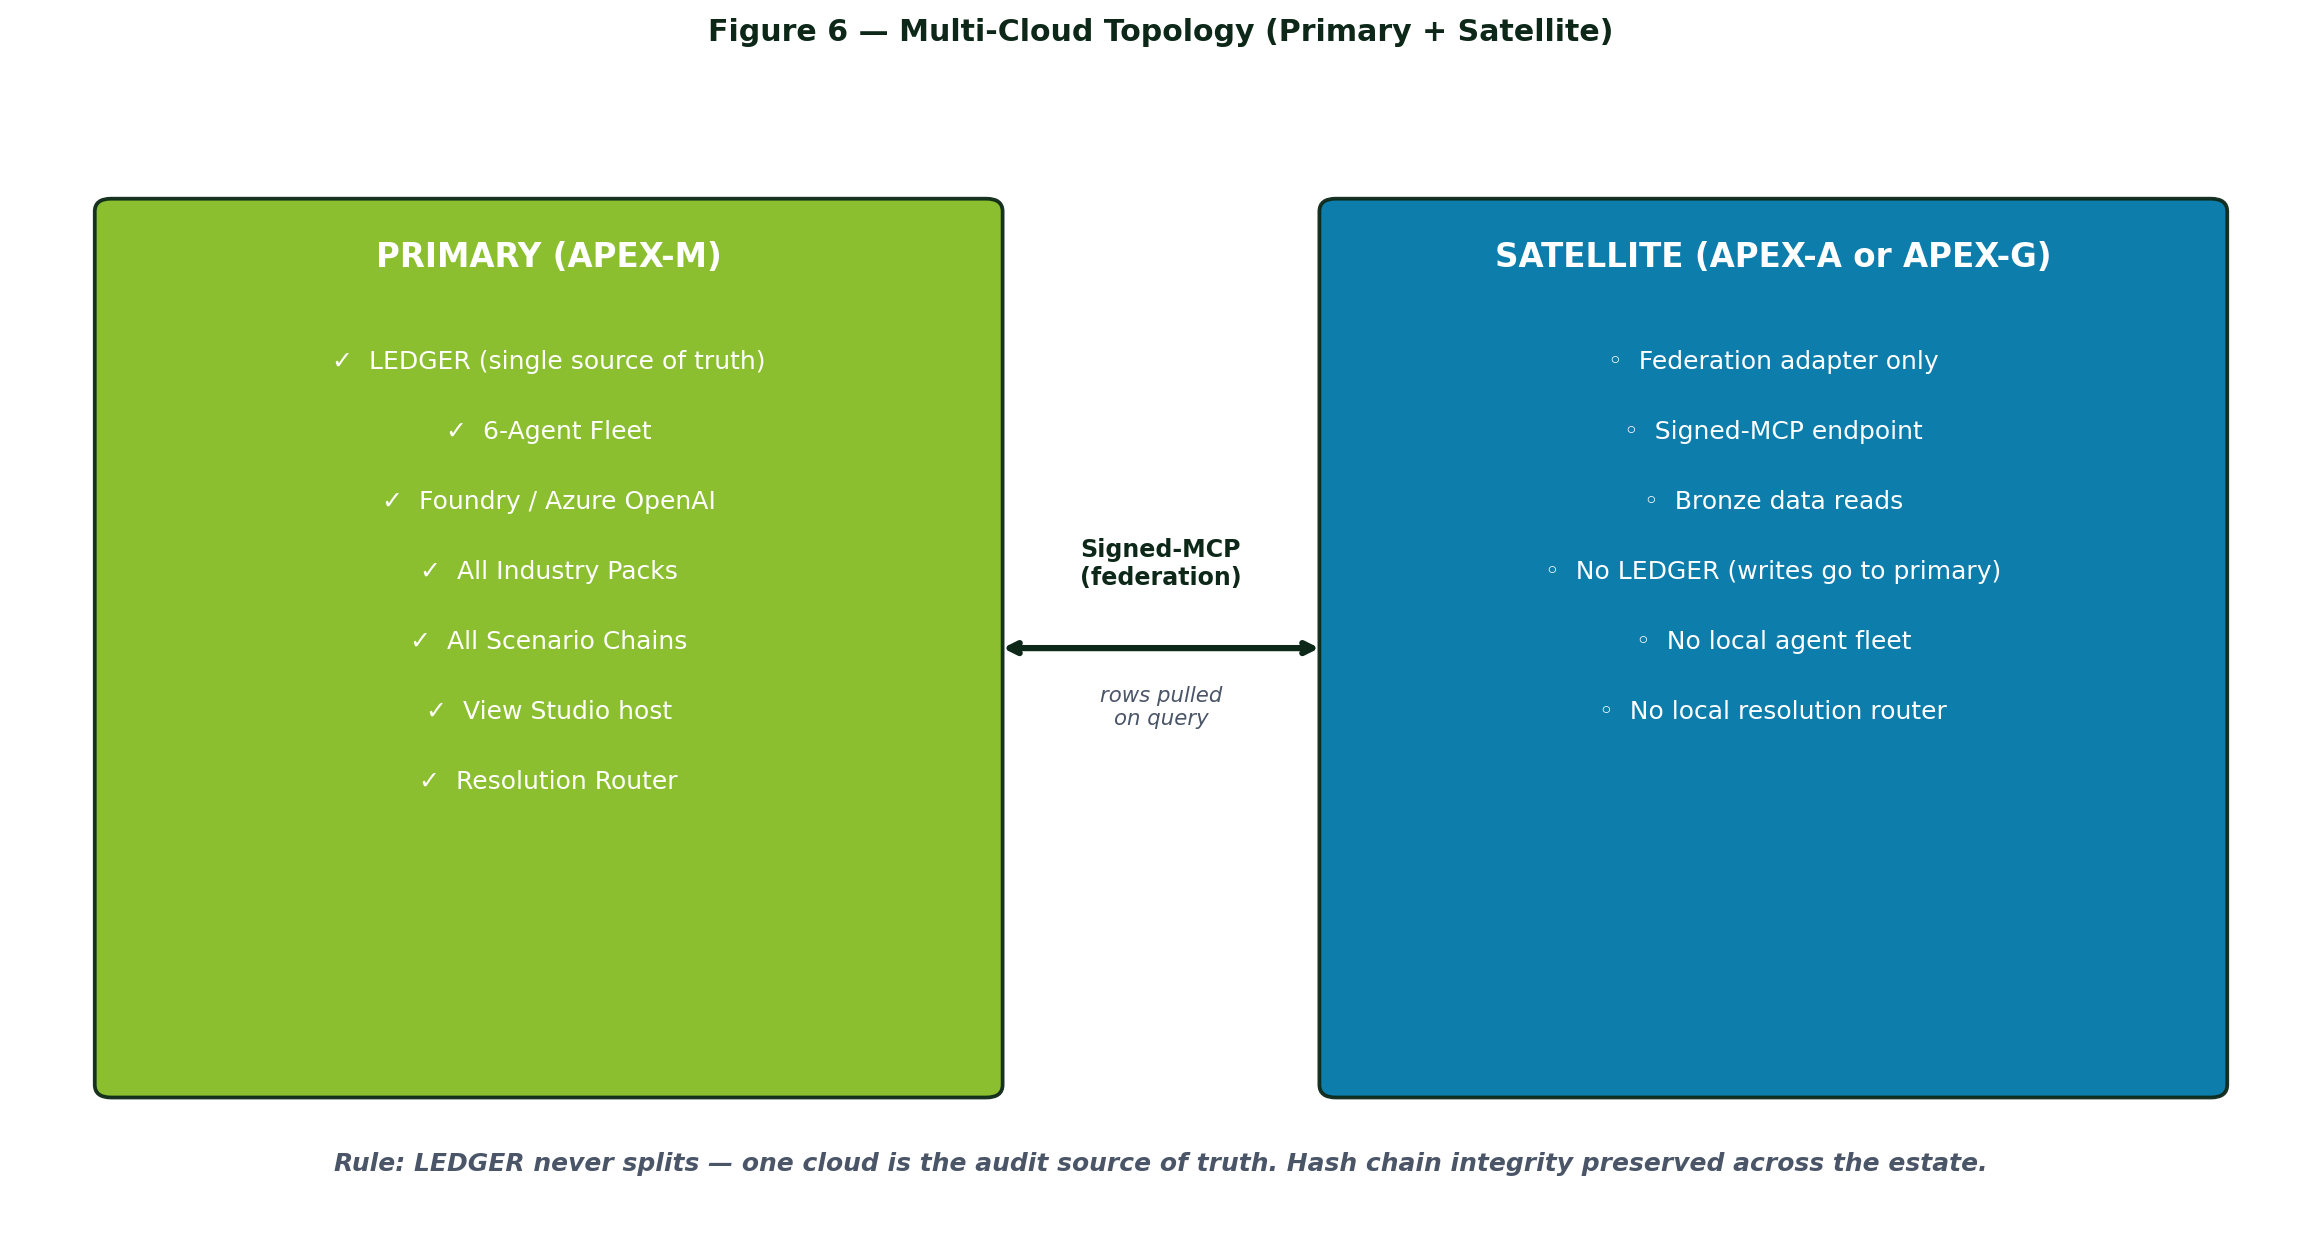 Figure 6 — Multi-Cloud Topology (Primary + Satellite)
PRIMARY (APEX-M)
✓ LEDGER (single source of truth)
✓ 6-Agent Fleet
✓ Foundry / Azure OpenAI
✓ All Industry Packs
✓ All Scenario Chains
✓ View Studio host
✓ Resolution Router
Signed-MCP
(federation)
rows pulled
on query
SATELLITE (APEX-A or APEX-G)
◦ Federation adapter only
◦ Signed-MCP endpoint
◦ Bronze data reads
◦ No LEDGER (writes go to primary)
◦ No local agent fleet
◦ No local resolution router
Rule: LEDGER never splits — one cloud is the audit source of truth. Hash chain integrity preserved across the estate.